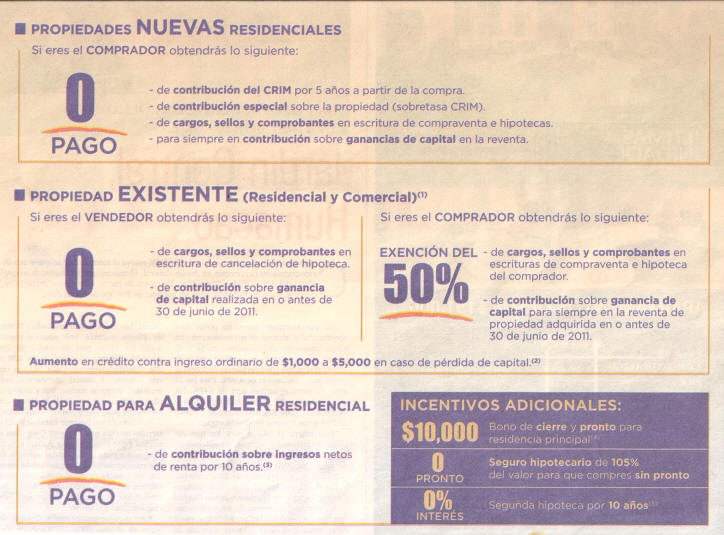 PROPIEDADES NUEVAS RESIDENCIALES
Si eres el COMPRADOR obtendrás lo siguiente:
0
PAGO
- de contribución del CRIM por 5 años a partir de la compra.
- de contribución especial sobre la propiedad (sobretasa CRIM).
- de cargos, sellos y comprobantes en escritura de compraventa e hipotecas.
- para siempre en contribución sobre ganancias de capital en la reventa.
PROPIEDAD EXISTENTE (Residencial y Comercial)(1)
Si eres el VENDEDOR obtendrás lo siguiente:
0
PAGO
- de cargos, sellos y comprobantes en
escritura de cancelación de hipoteca.
- de contribución sobre ganancia
de capital realizada en o antes de
30 de junio de 2011.
Si eres el COMPRADOR obtendrás lo siguiente:
EXENCIÓN DEL
50%
- de cargos, sellos y comprobantes en
escrituras de compraventa e hipoteca
del comprador.
- de contribución sobre ganancia de
capital para siempre en la reventa de
propiedad adquirida en o antes de
30 de junio de 2011.
Aumento en crédito contra ingreso ordinario de $1,000 a $5,000 en caso de pérdida de capital.(2)
PROPIEDAD PARA ALQUILER RESIDENCIAL
0
PAGO
- de contribución sobre ingresos netos
de renta por 10 años.(3)
INCENTIVOS ADICIONALES:
$10,000
Bono de cierre y pronto para
residencia principal
0
PRONTO
Seguro hipotecario de 105%
del valor para que compres sin pronto
0%
INTERÉS
Segunda hipoteca por 10 años